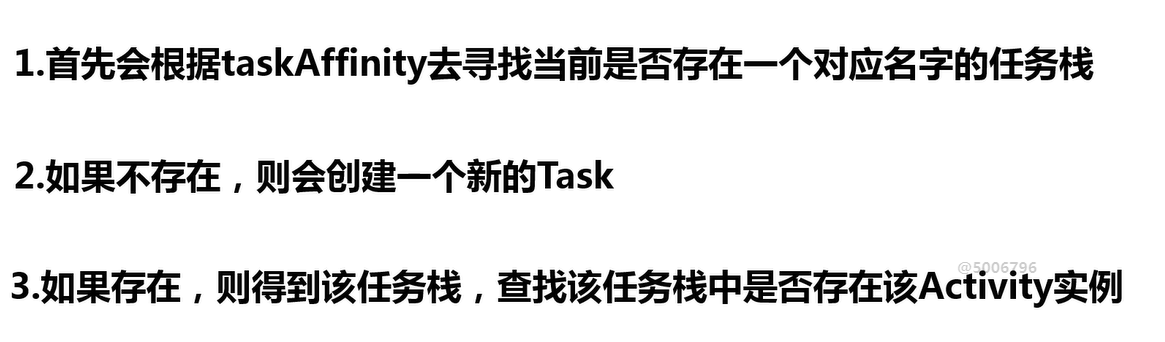 1.首先会根据taskAffinity去寻找当前是否存在一个对应名字的任务栈
2.如果不存在，则会创建一个新的Task
@5006796
3.如果存在，则得到该任务栈，查找该任务栈中是否存在该Activity实例